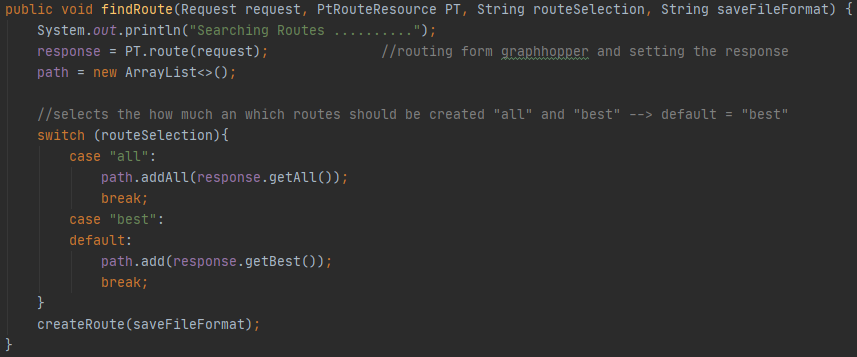 public void findRoute(Request request, PtRouteResource PT, String routeSelection, String saveFileFormat) {
System.out.println("Searching Routes ..........");
response = PT.route(request); //routing form graphhopper and setting the response
path = new ArrayList<>();
//selects the how much an which routes should be created "all" and "best" --> default = "best"
switch (routeSelection){
case "all":
path.addAll(response.getAll());
break;
case "best":
default:
path.add(response.getBest());
break;
}
createRoute(saveFileFormat);
}